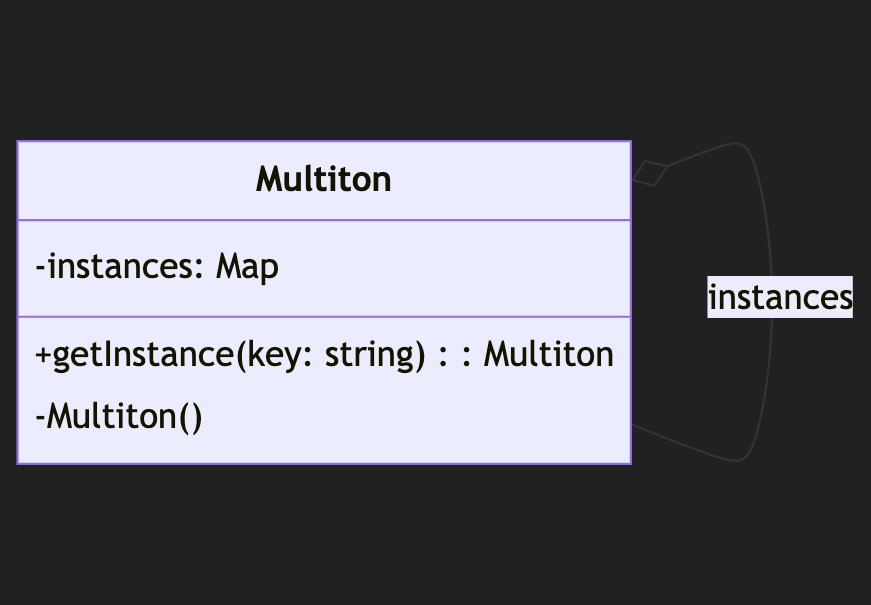 Multiton
-instances: Map
+getInstance(key: string) : : Multiton
-Multiton()
instances